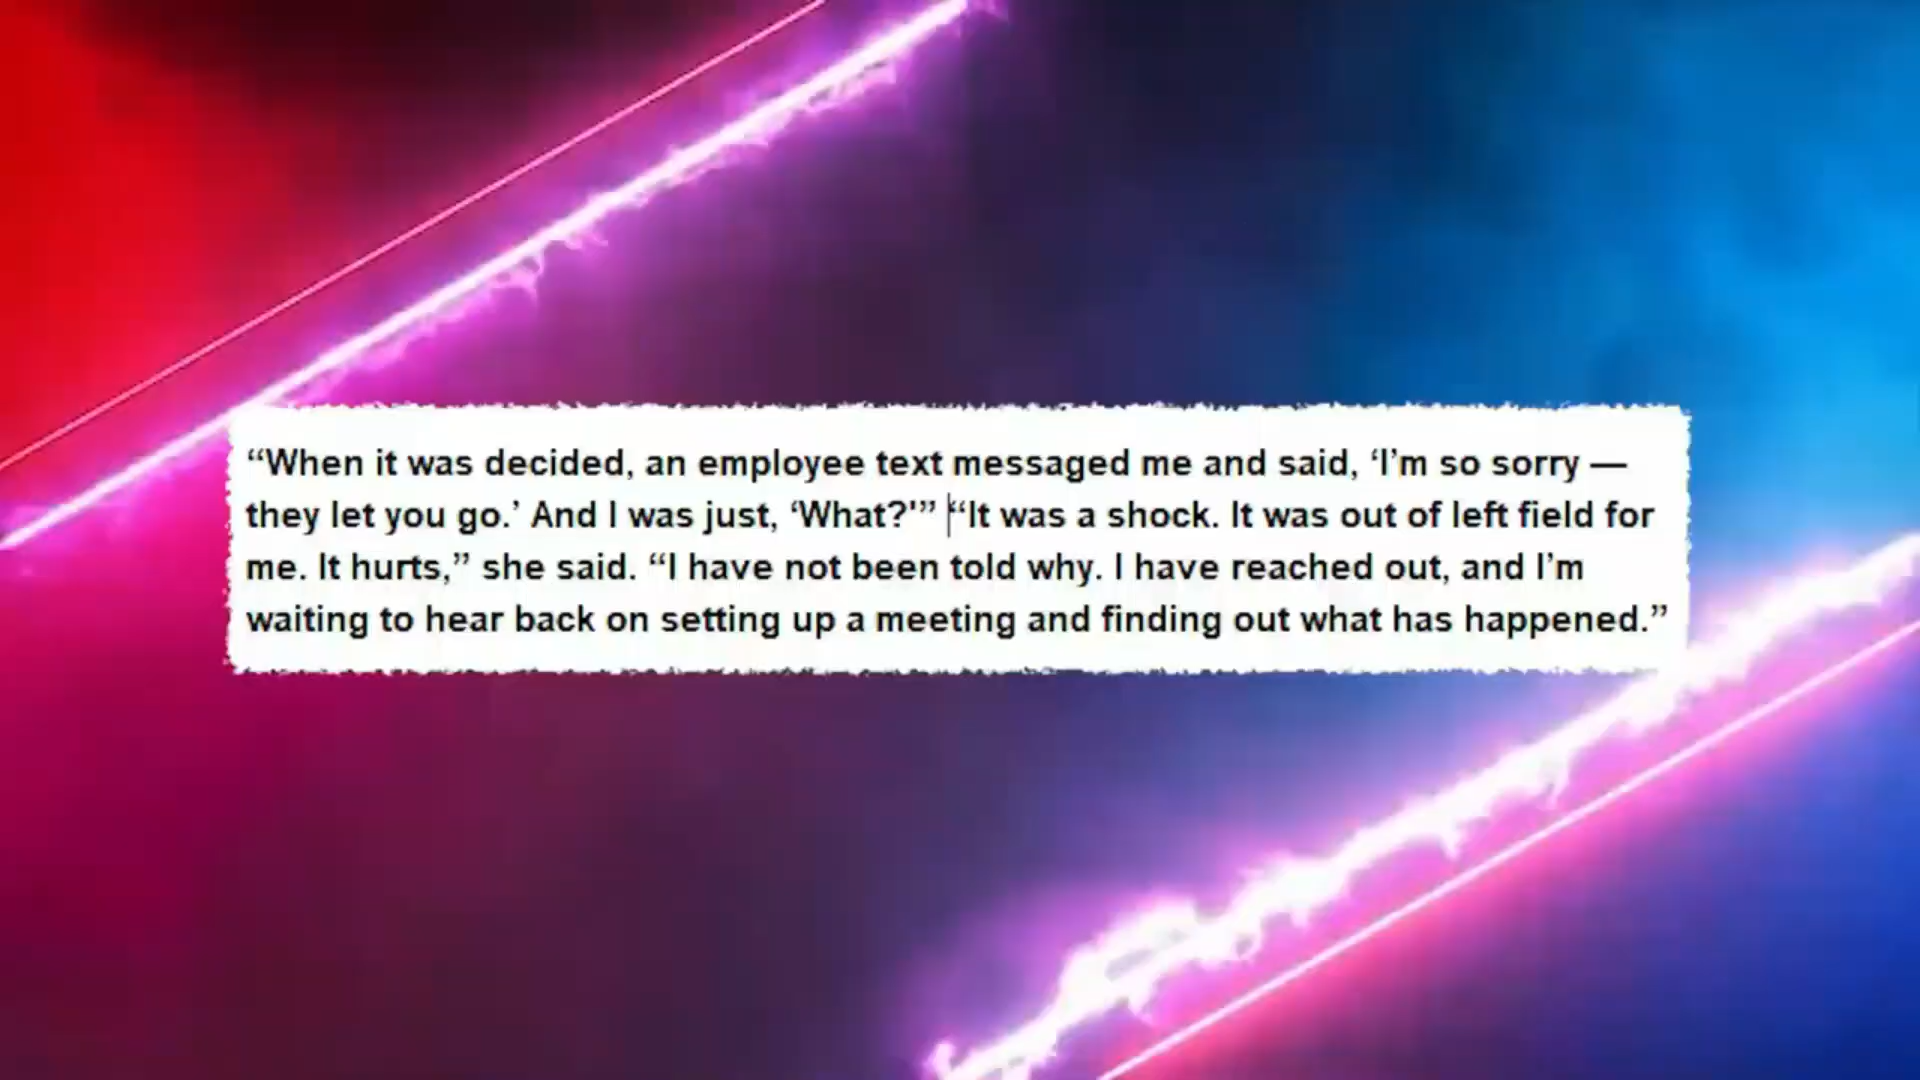 “When it was decided, an employee text messaged me and said, ‘I’m so sorry —
they let you go.’ And I was just, ‘What?’” “It was a shock. It was out of left field for
me. It hurts,” she said. “I have not been told why. I have reached out, and I’m
waiting to hear back on setting up a meeting and finding out what has happened.”